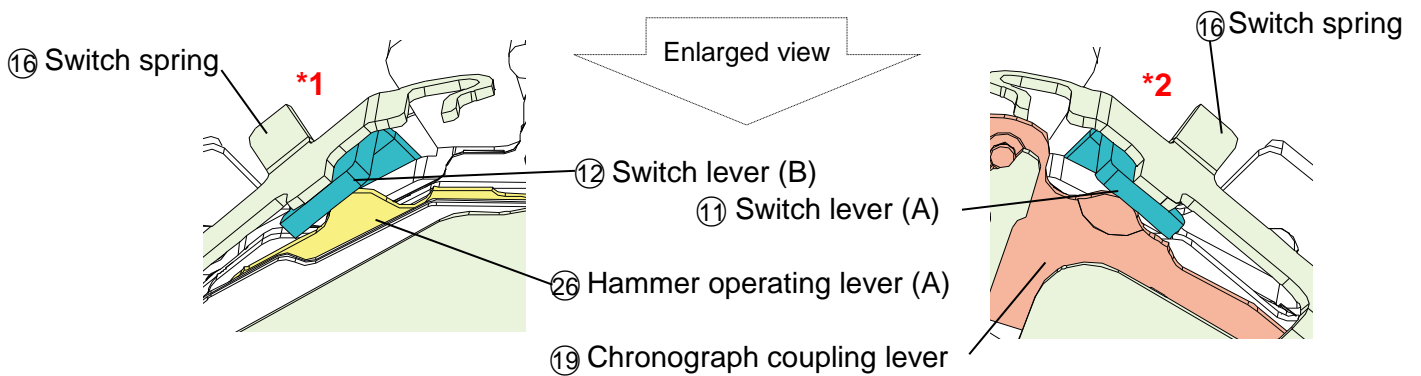 ⑯ Switch spring
*1
Enlarged view
*2
⑯ Switch spring
⑫ Switch lever (B)
⑪ Switch lever (A)
㉖ Hammer operating lever (A)
⑲ Chronograph coupling lever